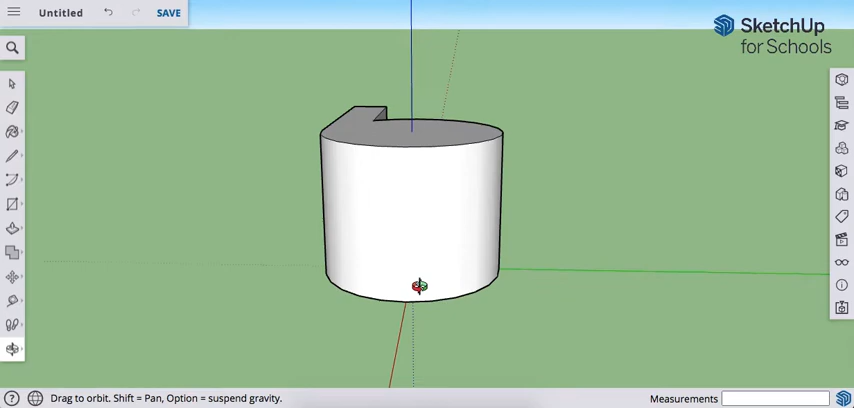 Untitled
SAVE
SketchUp
for Schools
Drag to orbit. Shift = Pan, Option = suspend gravity.
Measurements